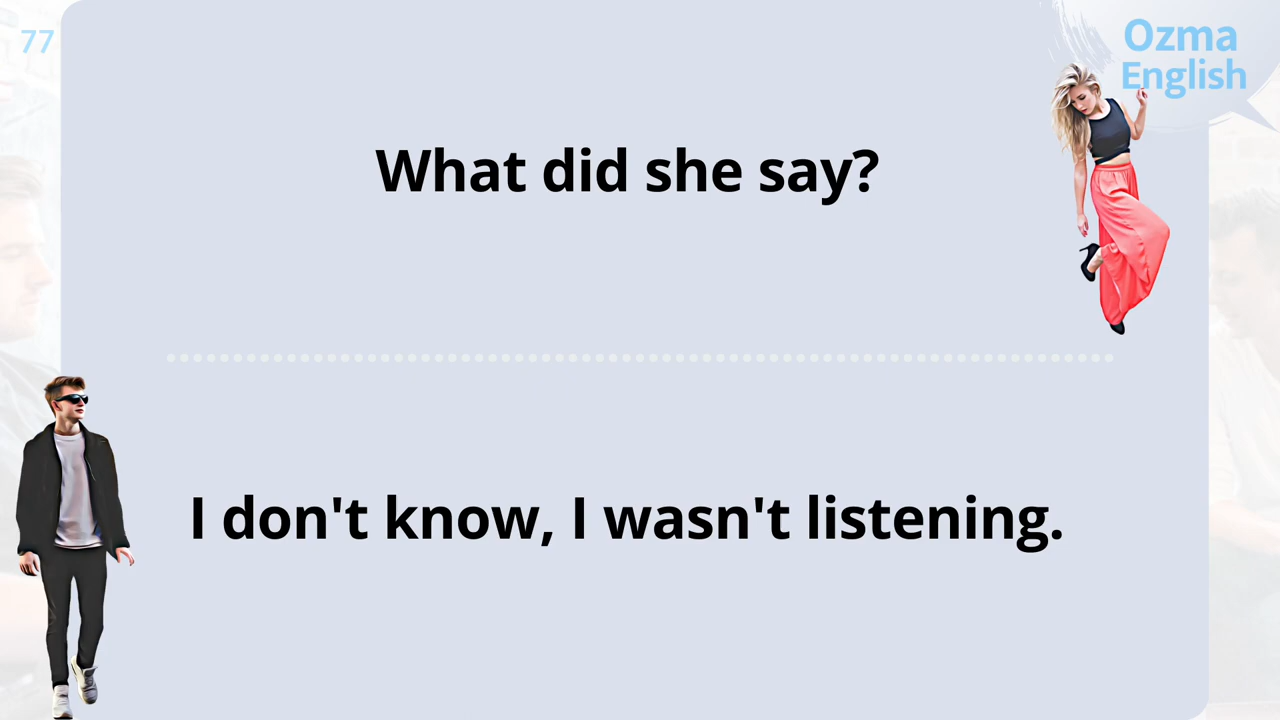 77
Ozma
English
What did she say?
I don't know, I wasn't listening.